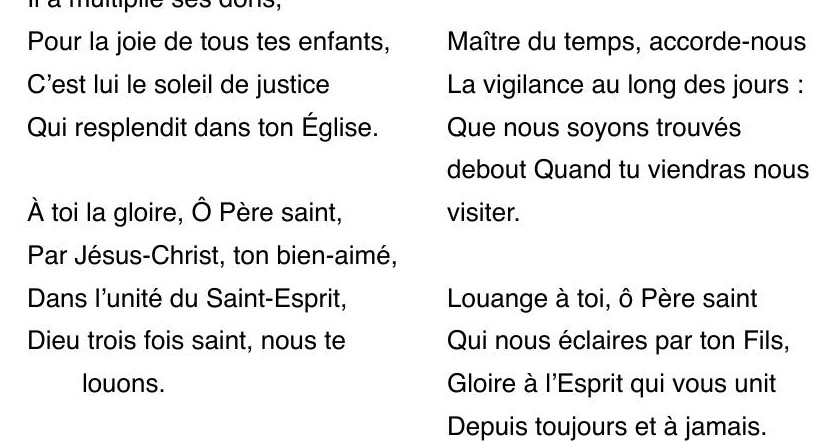 Il a multiplié ses dons,
Pour la joie de tous tes enfants,
C’est lui le soleil de justice
Qui resplendit dans ton Église.
À toi la gloire, Ô Père saint,
Par Jésus-Christ, ton bien-aimé,
Dans l’unité du Saint-Esprit,
Dieu trois fois saint, nous te
louons.
Maître du temps, accorde-nous
La vigilance au long des jours :
Que nous soyons trouvés
debout Quand tu viendras nous
visiter.
Louange à toi, ô Père saint
Qui nous éclaires par ton Fils,
Gloire à l’Esprit qui vous unit
Depuis toujours et à jamais.